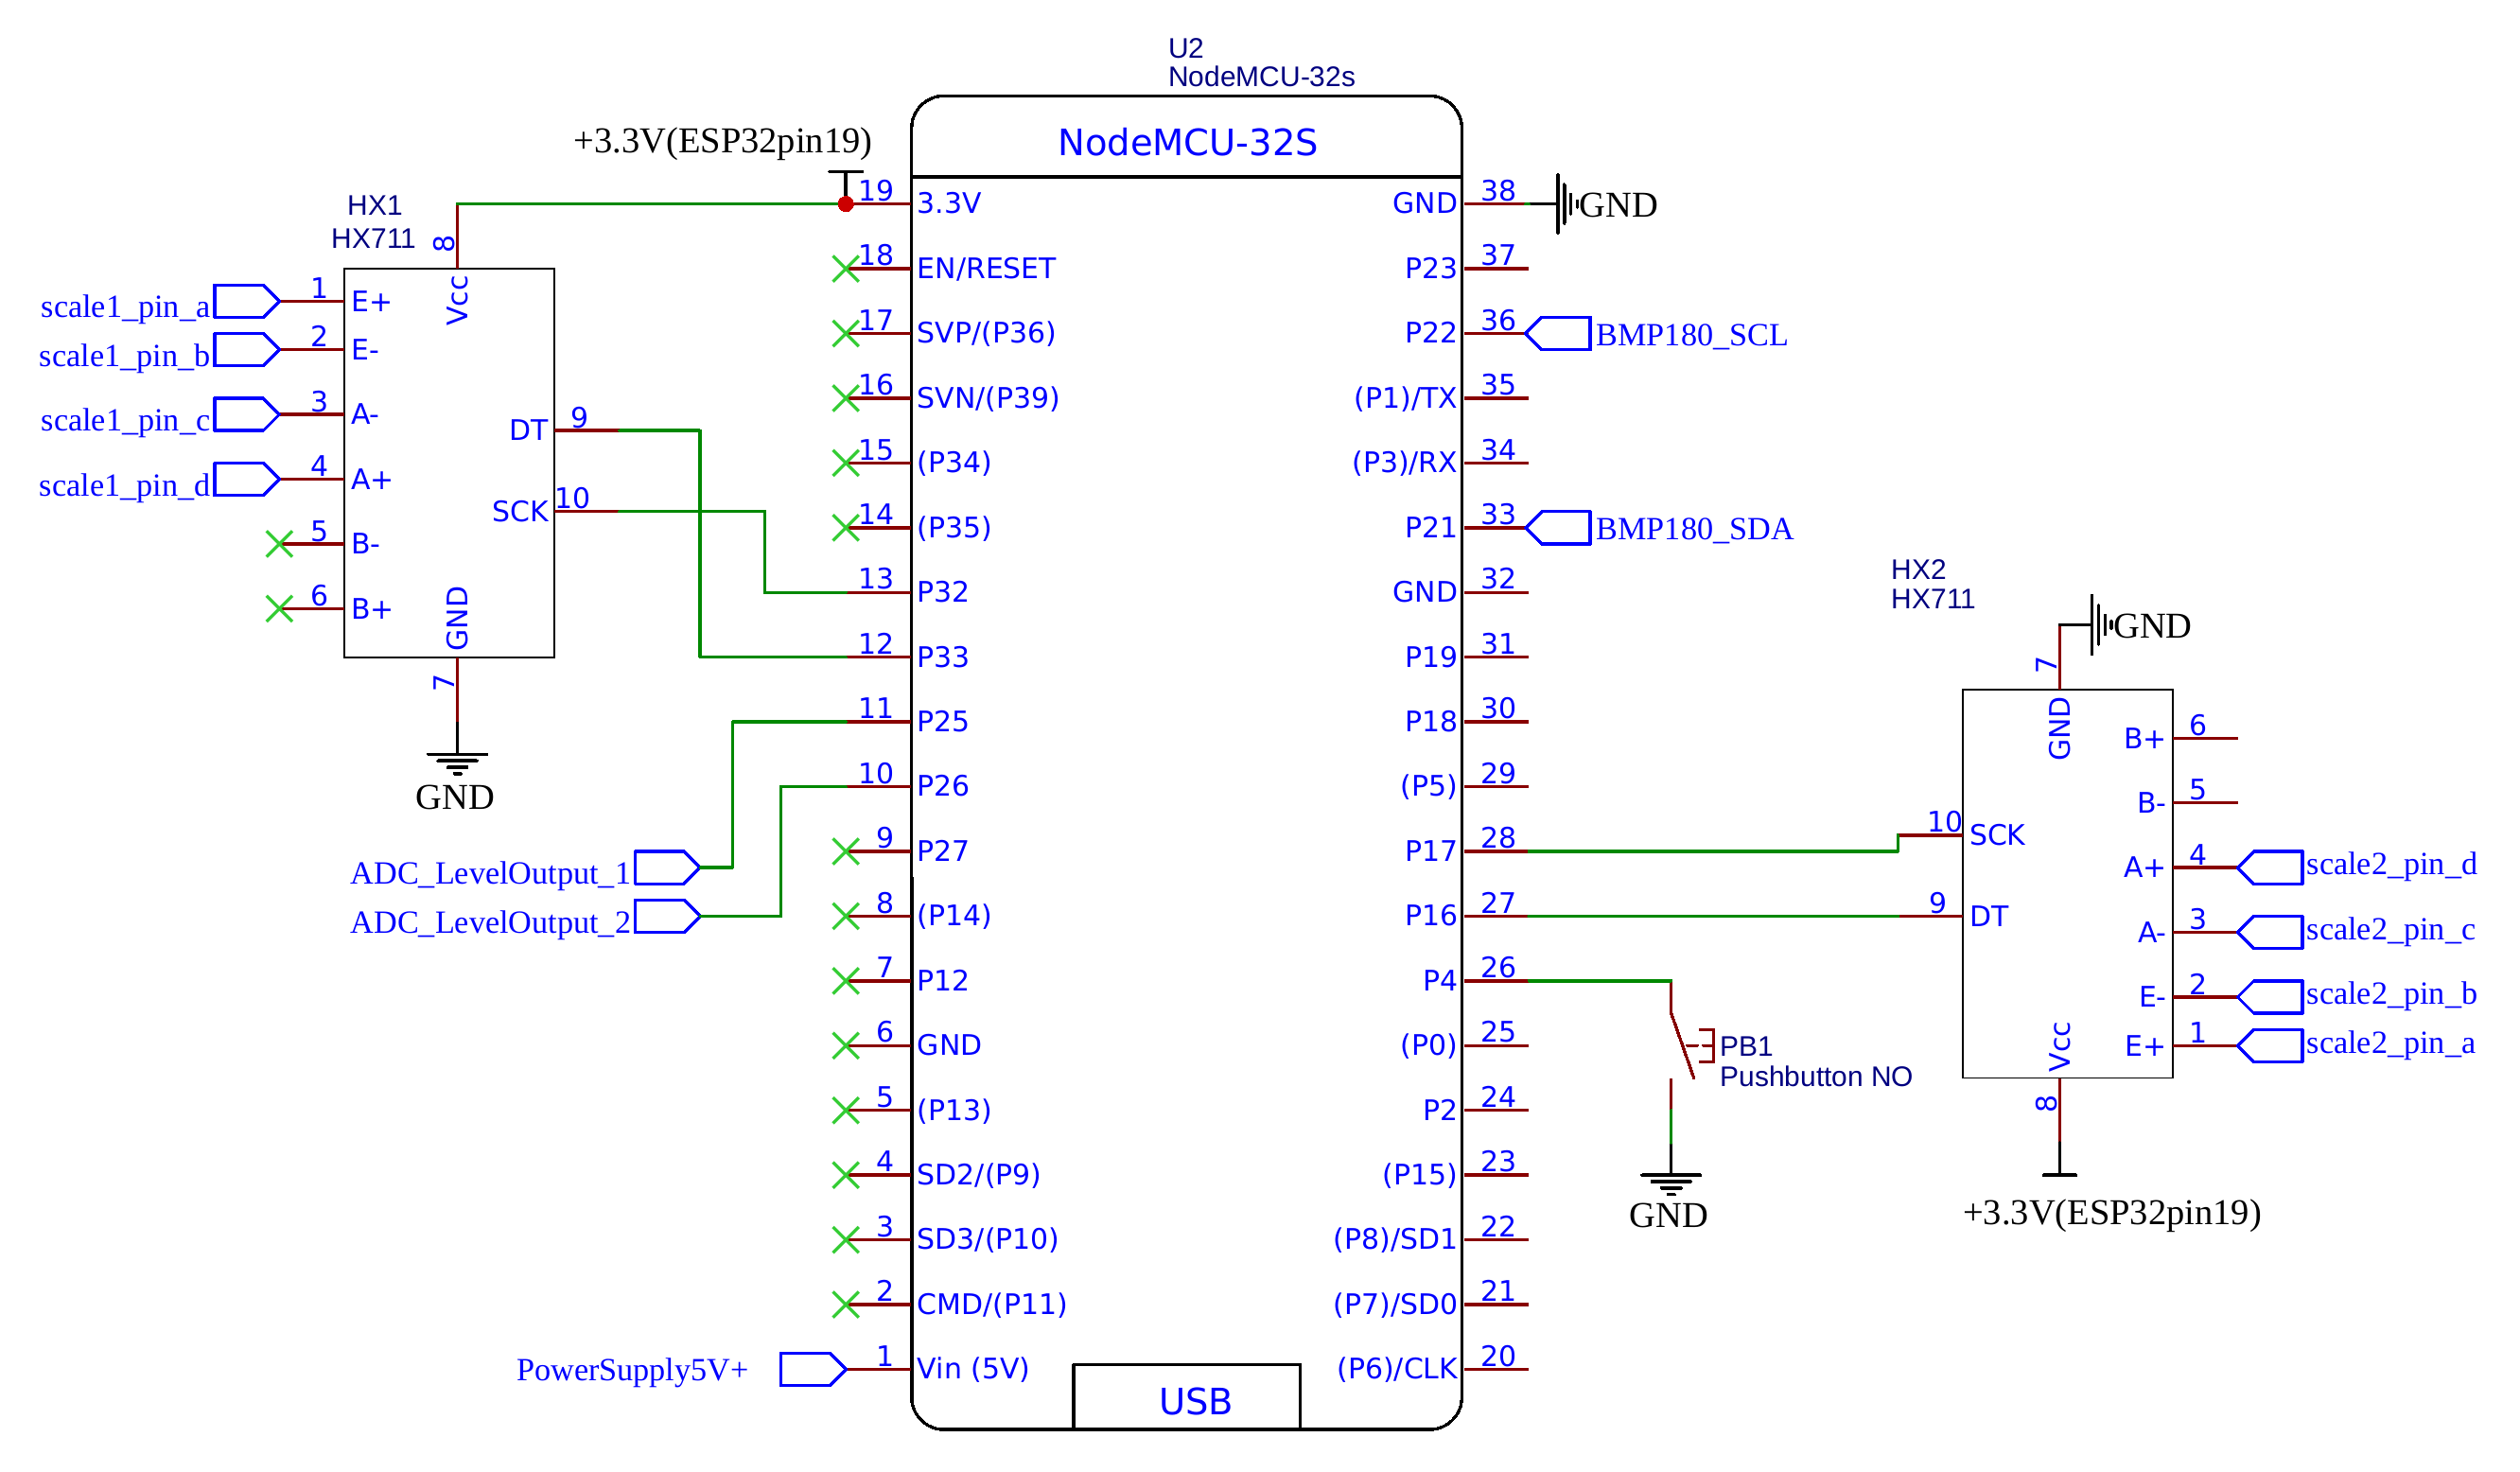 U2
NodeMCU-32s
NodeMCU-32S
+3.3V(ESP32pin19)
HX1
HX711
8
Vcc
scale1_pin_a
1
E+
scale1_pin_b
2
E-
scale1_pin_c
3
A-
scale1_pin_d
4
A+
5
B-
6
B+
DT
9
SCK
10
GND
7
GND
ADC_LevelOutput_1
ADC_LevelOutput_2
PowerSupply5V+
19
3.3V
18
EN/RESET
17
SVP/(P36)
16
SVN/(P39)
15
(P34)
14
(P35)
13
P32
12
P33
11
P25
10
P26
9
P27
8
(P14)
7
P12
6
GND
5
(P13)
4
SD2/(P9)
3
SD3/(P10)
2
CMD/(P11)
1
Vin (5V)
USB
GND
38
GND
P23
37
P22
36
BMP180_SCL
(P1)/TX
35
(P3)/RX
34
P21
33
BMP180_SDA
GND
32
P19
31
P18
30
(P5)
29
P17
28
P16
27
P4
26
(P0)
25
P2
24
(P15)
23
(P8)/SD1
22
(P7)/SD0
21
(P6)/CLK
20
PB1
Pushbutton NO
GND
HX2
HX711
GND
7
GND
B+
6
B-
5
10
SCK
A+
4
scale2_pin_d
9
DT
A-
3
scale2_pin_c
E-
2
scale2_pin_b
E+
1
scale2_pin_a
Vcc
8
+3.3V(ESP32pin19)